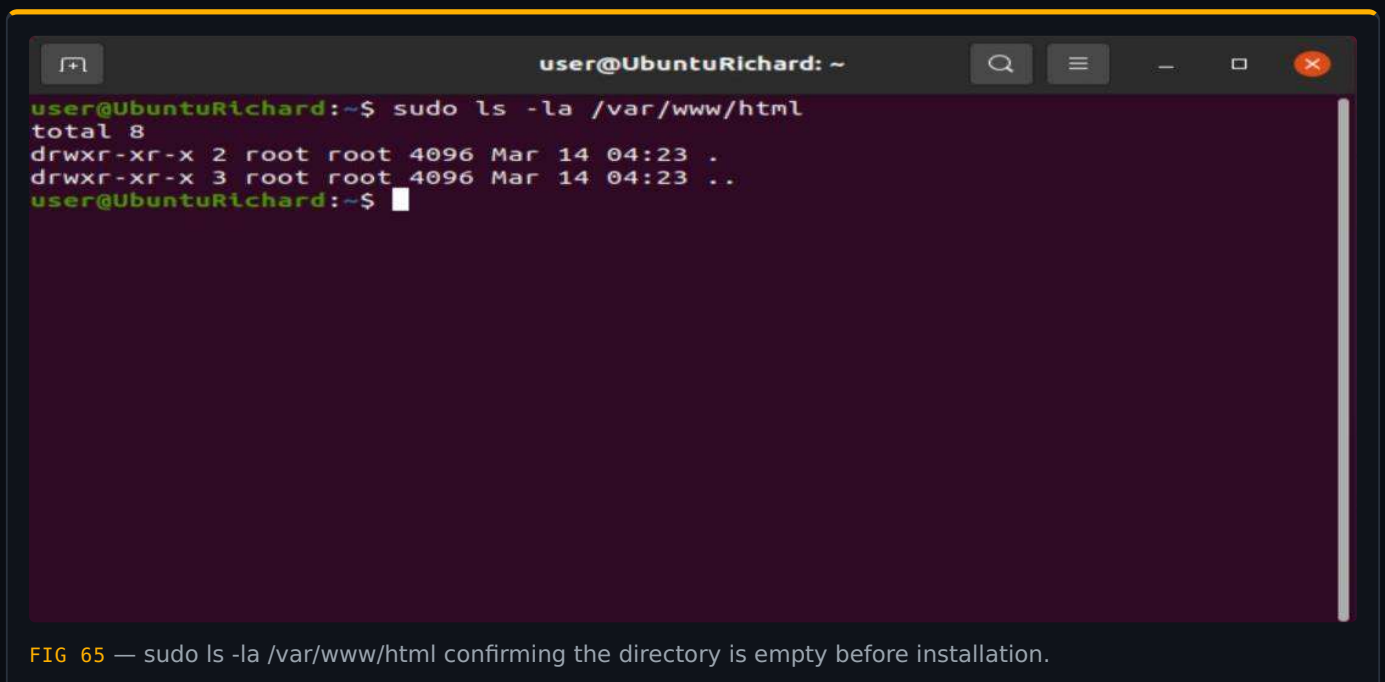 user@UbuntuRichard: ~
user@UbuntuRichard:~$ sudo ls -la /var/www/html
total 8
drwxr-xr-x 2 root root 4096 Mar 14 04:23 .
drwxr-xr-x 3 root root 4096 Mar 14 04:23 ..
user@UbuntuRichard:~$
FIG 65 — sudo ls -la /var/www/html confirming the directory is empty before installation.